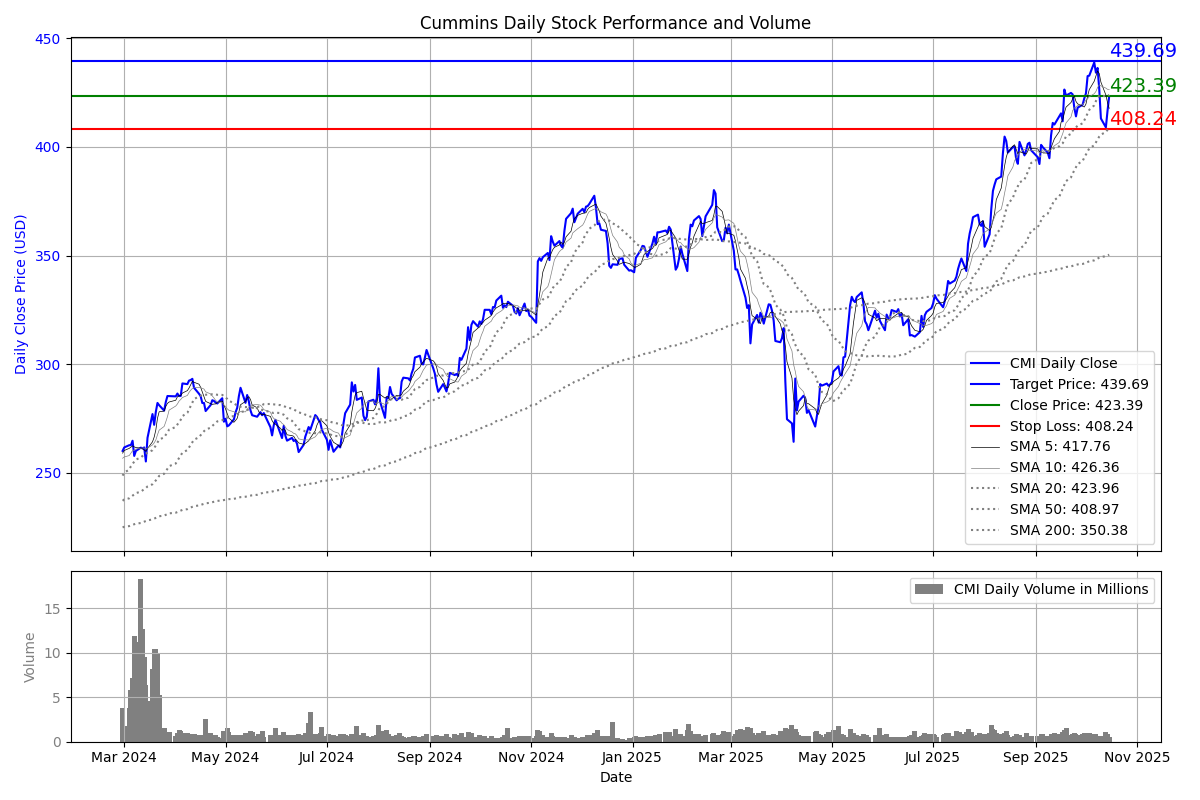 Cummins Daily Stock Performance and Volume
450
400
350
300
250
Daily Close Price (USD)
439.69
423.39
408.24
CMI Daily Close
Target Price: 439.69
Close Price: 423.39
Stop Loss: 408.24
SMA 5: 417.76
SMA 10: 426.36
SMA 20: 423.96
SMA 50: 408.97
SMA 200: 350.38
15
10
5
0
Volume
CMI Daily Volume in Millions
Mar 2024 May 2024 Jul 2024 Sep 2024 Nov 2024 Jan 2025 Mar 2025 May 2025 Jul 2025 Sep 2025 Nov 2025
Date